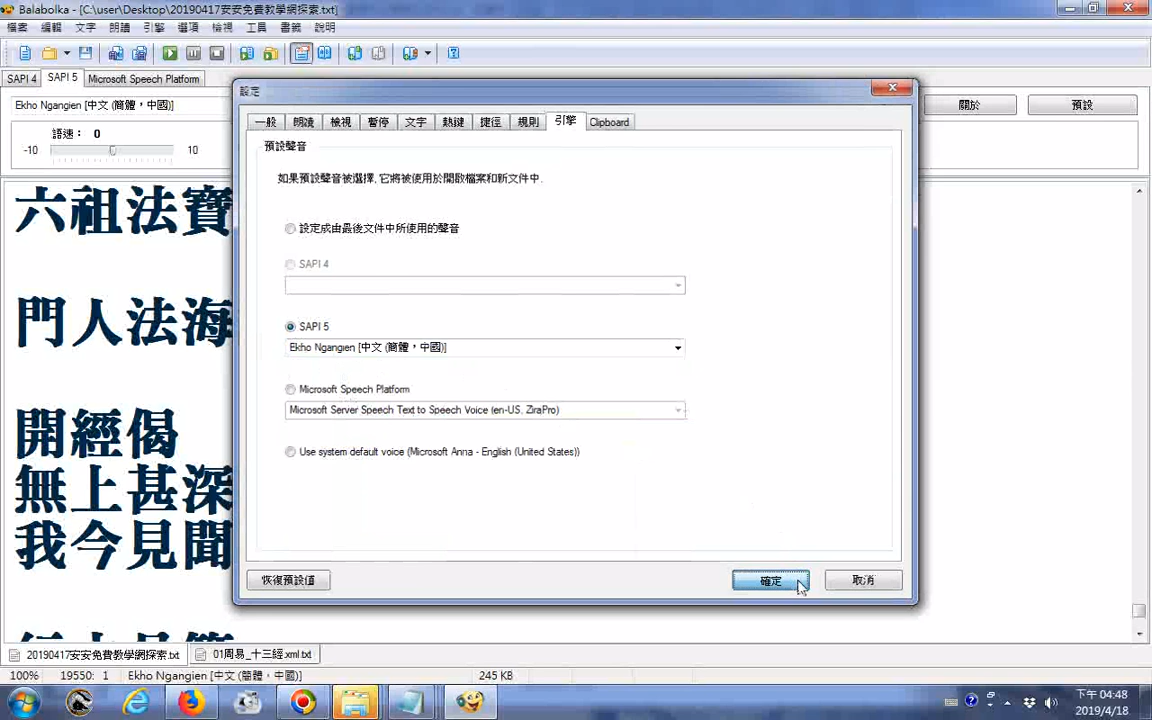 Balabolka - [C:\user\Desktop\20190417安安免費教學網探索.txt]
檔案 編輯 文字 朗讀 引擎 選項 檢視 工具 書籤 說明
SAPI 4 SAPI 5 Microsoft Speech Platform
Ekho Ngangien [中文 (簡體，中國)]
關於 預設
語速： 0
-10 10
六祖法寶
門人法海
開經偈
無上甚深
我今見聞
設定
一般 朗讀 檢視 暫停 文字 熱鍵 捷徑 規則 引擎 Clipboard
預設聲音
如果預設聲音被選擇, 它將被使用於開啟檔案和新文件中.
設定成由最後文件中所使用的聲音
SAPI 4
SAPI 5
Ekho Ngangien [中文 (簡體，中國)]
Microsoft Speech Platform
Microsoft Server Speech Text to Speech Voice (en-US, ZiraPro)
Use system default voice (Microsoft Anna - English (United States))
恢復預設値 確定 取消
20190417安安免費教學網探索.txt 01周易_十三經.xml.txt
100% 19550: 1 Ekho Ngangien [中文 (簡體，中國)] 245 KB
下午 04:48
2019/4/18